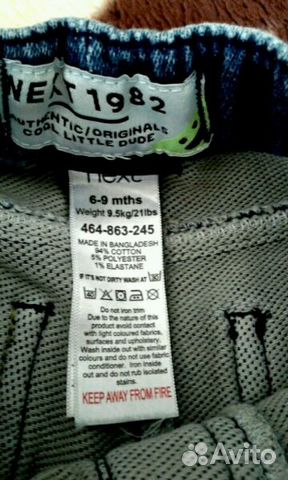 NEXT 1982
AUTHENTIC/ORIGINALS
COOL LITTLE DUDE
next
6-9 mths
Weight 9.5kg/21lbs
464-863-245
MADE IN BANGLADESH
94% COTTON
5% POLYESTER
1% ELASTANE
IF IT'S NOT DIRTY WASH AT 30
40
Do not iron trim
Due to the nature of this
product avoid contact
with light coloured fabrics,
surfaces and upholstery.
Wash inside out with similar
colours and do not use fabric
conditioner. Iron inside
out and do not rub isolated
stains.
KEEP AWAY FROM FIRE
Avito